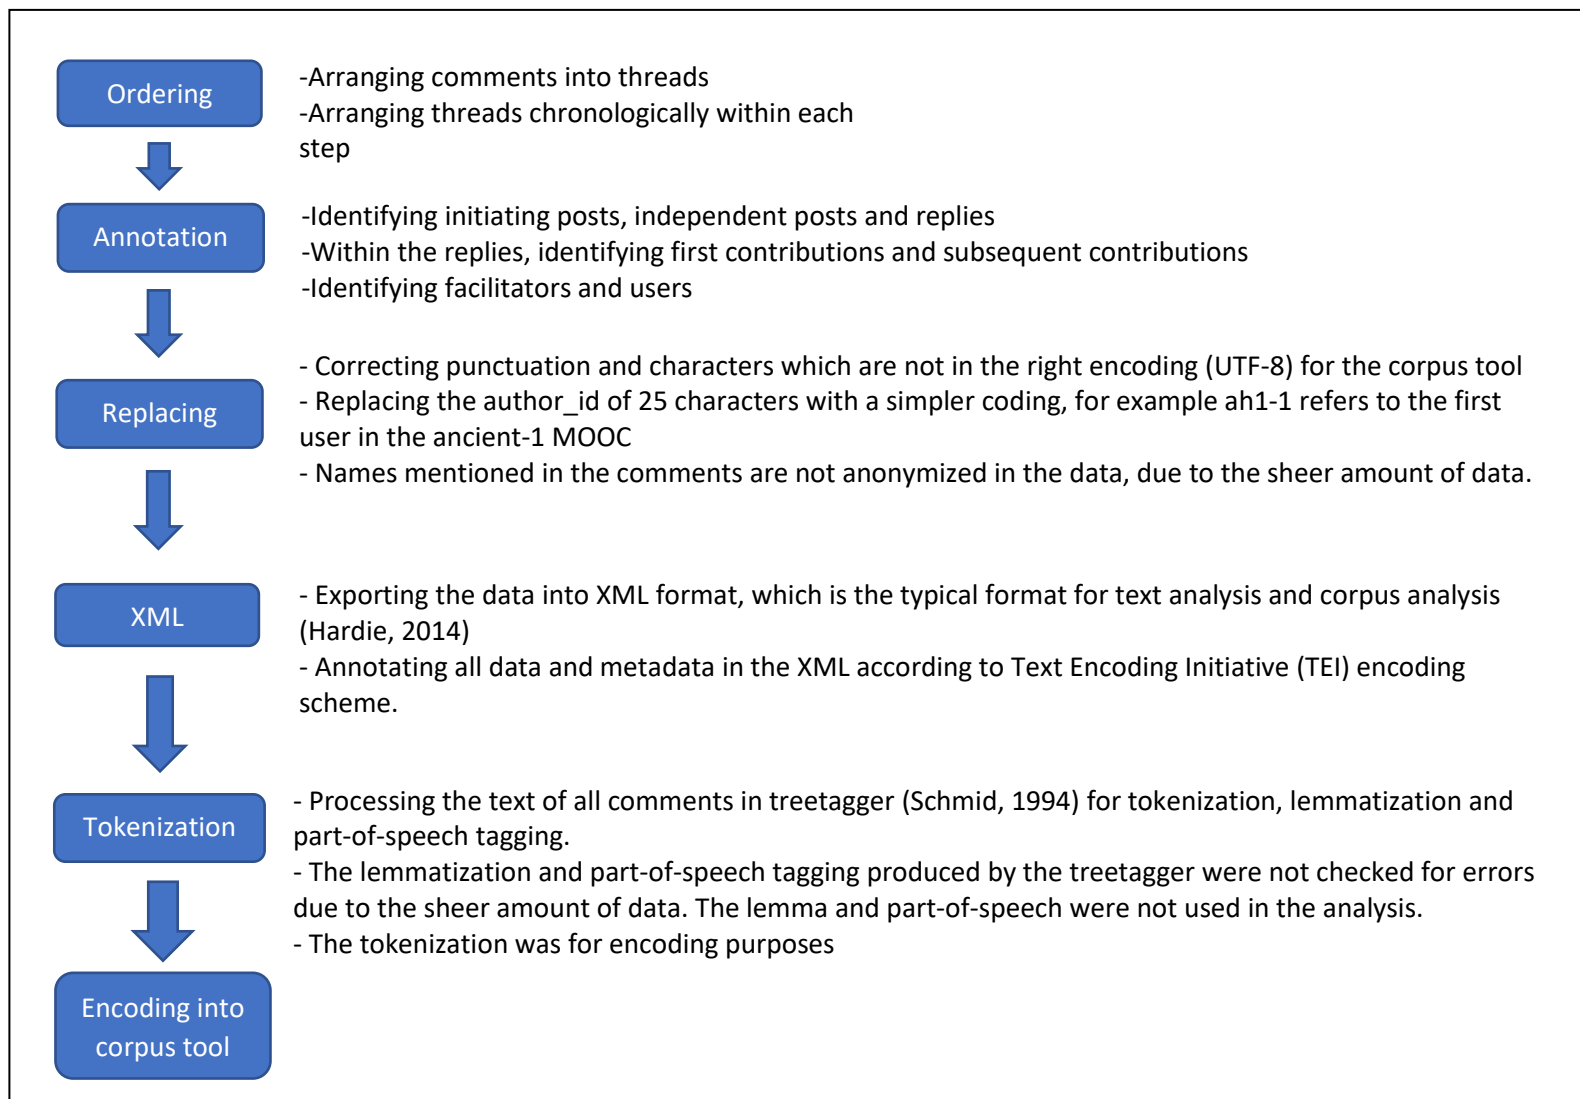 Ordering
-Arranging comments into threads
-Arranging threads chronologically within each
step
Annotation
-Identifying initiating posts, independent posts and replies
-Within the replies, identifying first contributions and subsequent contributions
-Identifying facilitators and users
Replacing
- Correcting punctuation and characters which are not in the right encoding (UTF-8) for the corpus tool
- Replacing the author_id of 25 characters with a simpler coding, for example ah1-1 refers to the first
user in the ancient-1 MOOC
- Names mentioned in the comments are not anonymized in the data, due to the sheer amount of data.
XML
- Exporting the data into XML format, which is the typical format for text analysis and corpus analysis
(Hardie, 2014)
- Annotating all data and metadata in the XML according to Text Encoding Initiative (TEI) encoding
scheme.
Tokenization
- Processing the text of all comments in treetagger (Schmid, 1994) for tokenization, lemmatization and
part-of-speech tagging.
- The lemmatization and part-of-speech tagging produced by the treetagger were not checked for errors
due to the sheer amount of data. The lemma and part-of-speech were not used in the analysis.
- The tokenization was for encoding purposes
Encoding into
corpus tool